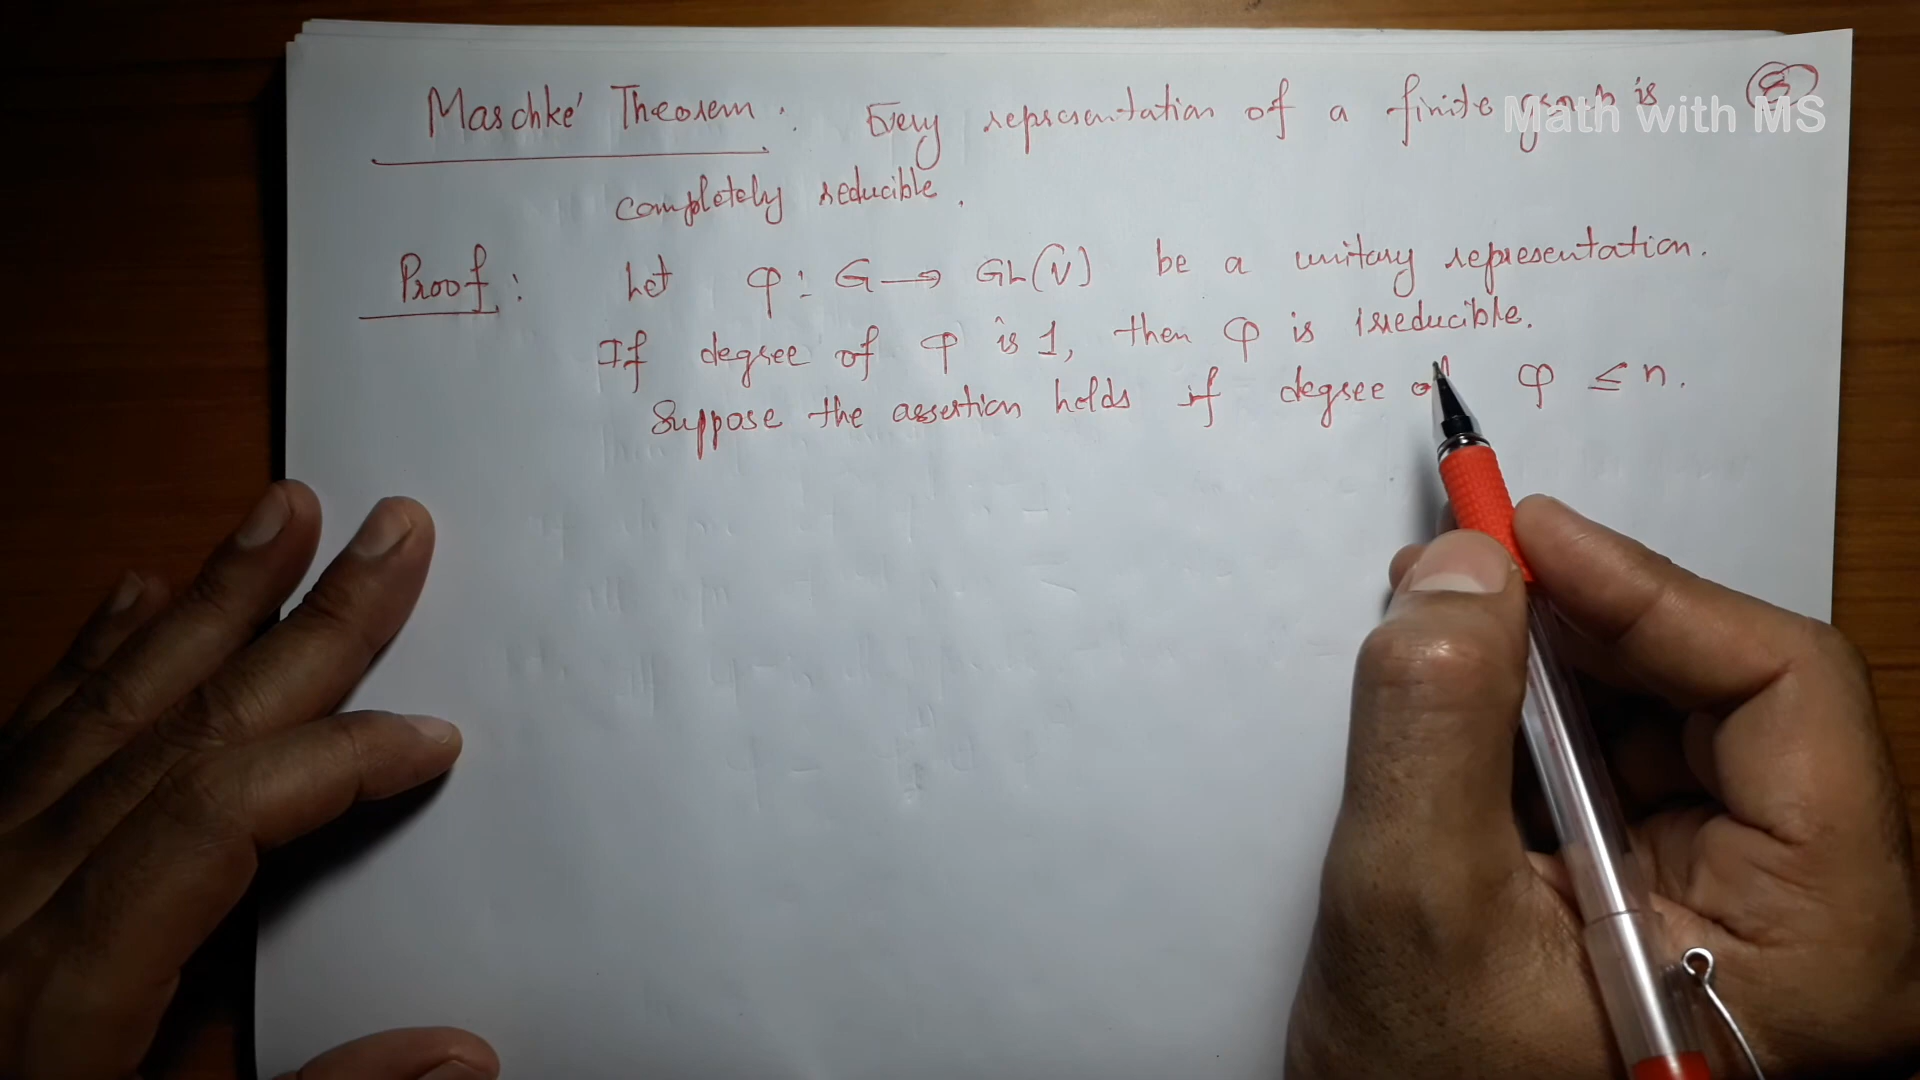 Maschke' Theorem : Every representation of a finite group is
8
Math with MS
completely reducible.
Proof : Let φ : G → GL(V) be a unitary representation.
If degree of φ is 1, then φ is irreducible.
Suppose the assertion holds if degree of φ ≤ n.